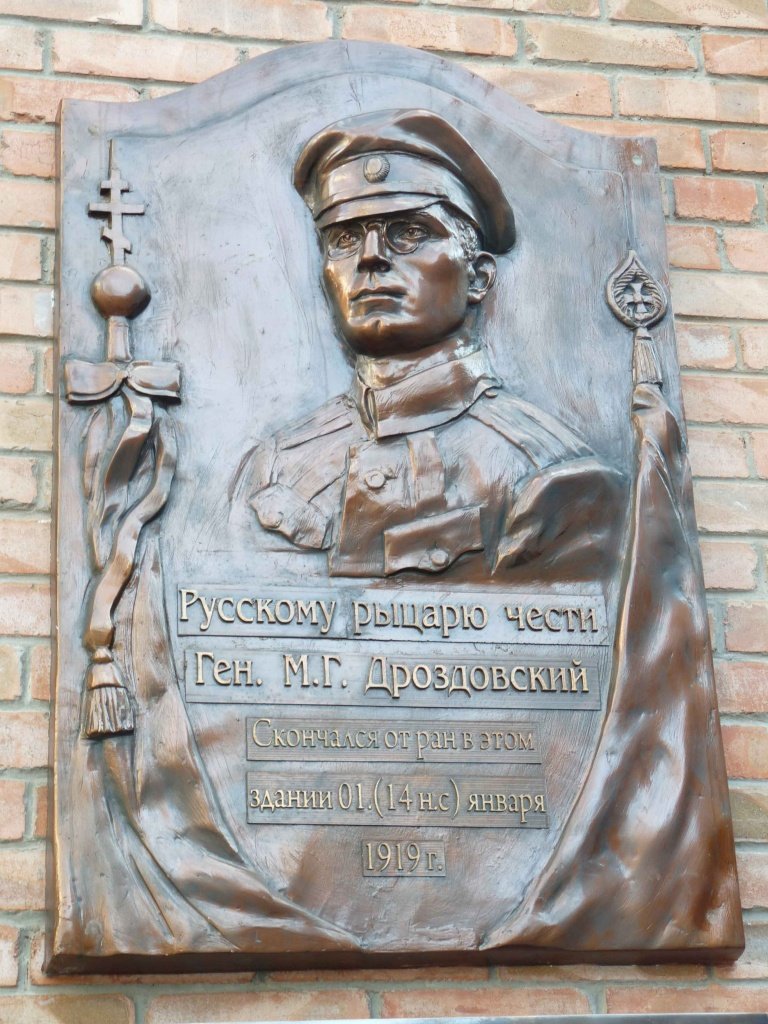 Русскому рыцарю чести
Ген. М.Г. Дроздовский
Скончался от ран в этом
здании 01.(14 н.с) января
1919 г.